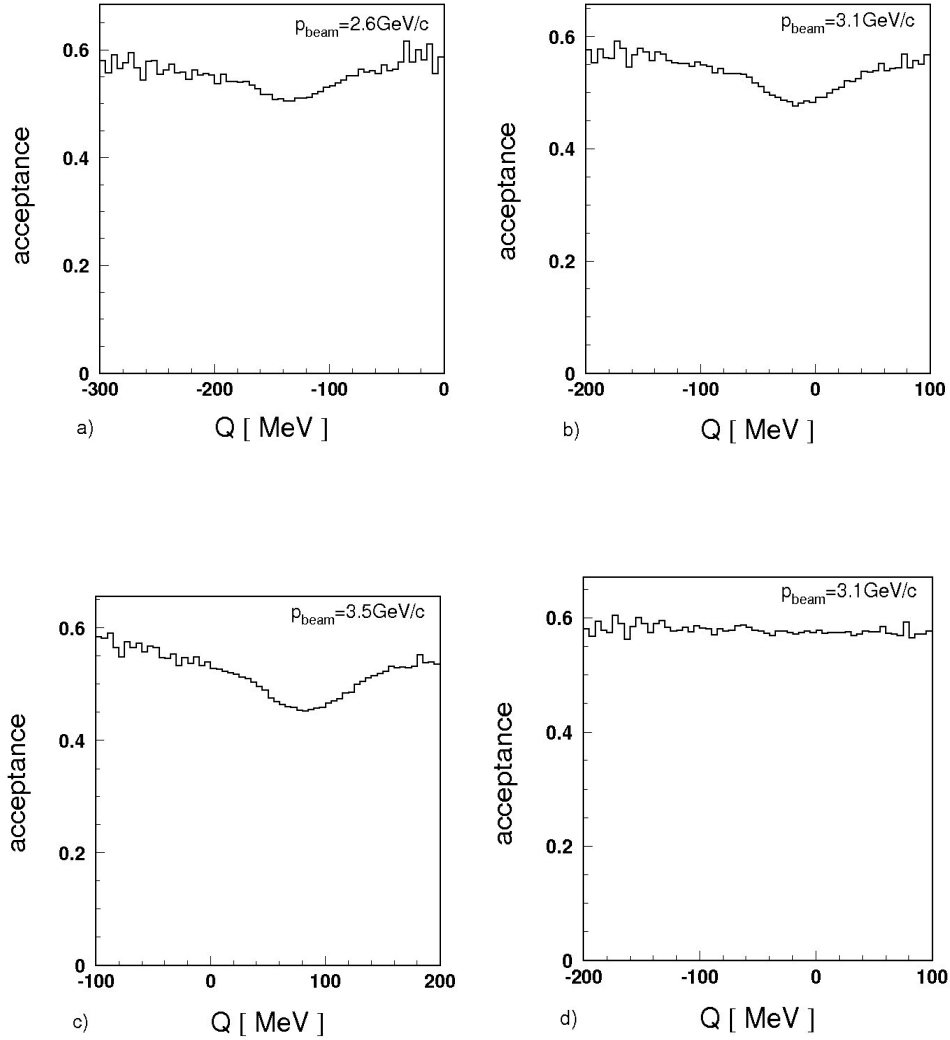 p_beam=2.6GeV/c
0.6
0.4
0.2
0
-300 -200 -100 0
acceptance
a) Q [ MeV ]
p_beam=3.1GeV/c
0.6
0.4
0.2
0
-200 -100 0 100
acceptance
b) Q [ MeV ]
p_beam=3.5GeV/c
0.6
0.4
0.2
0
-100 0 100 200
acceptance
c) Q [ MeV ]
p_beam=3.1GeV/c
0.6
0.4
0.2
0
-200 -100 0 100
acceptance
d) Q [ MeV ]